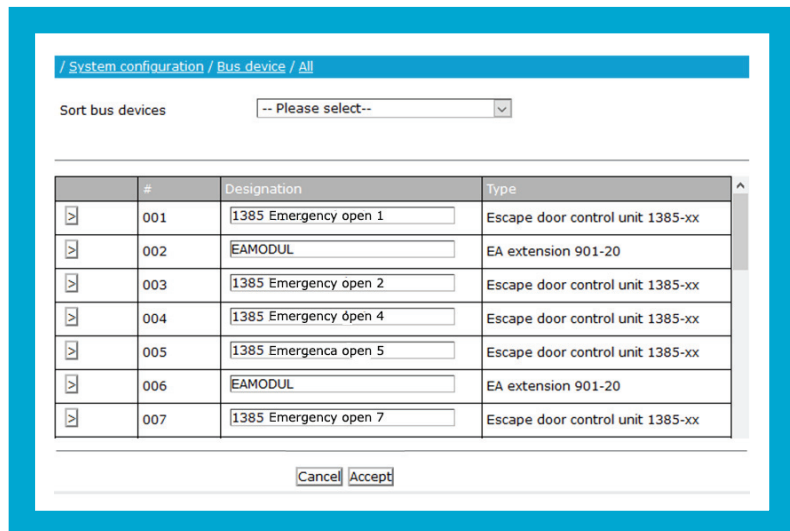 / System configuration / Bus device / All
Sort bus devices -- Please select--
# Designation Type
> 001 1385 Emergency open 1 Escape door control unit 1385-xx
> 002 EAMODUL EA extension 901-20
> 003 1385 Emergency open 2 Escape door control unit 1385-xx
> 004 1385 Emergency open 4 Escape door control unit 1385-xx
> 005 1385 Emergenca open 5 Escape door control unit 1385-xx
> 006 EAMODUL EA extension 901-20
> 007 1385 Emergency open 7 Escape door control unit 1385-xx
Cancel Accept